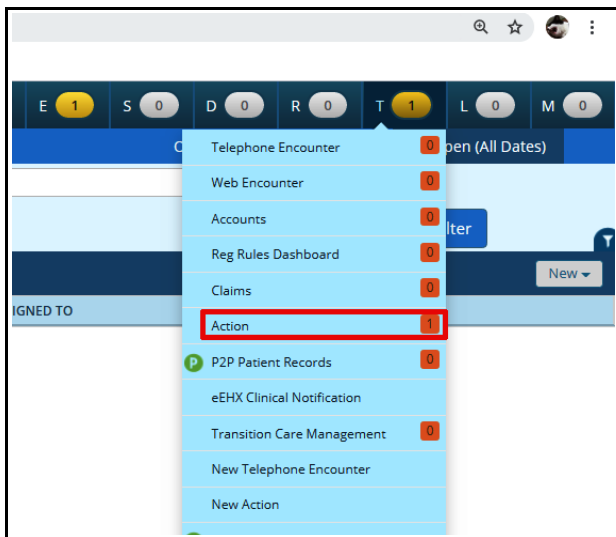 E 1 S 0 D 0 R 0 T 1 L 0 M 0
pen (All Dates)
Telephone Encounter 0
Web Encounter 0
Accounts 0
lter
Reg Rules Dashboard 0
New
Claims 0
IGNED TO
Action 1
P P2P Patient Records 0
eEHX Clinical Notification
Transition Care Management 0
New Telephone Encounter
New Action